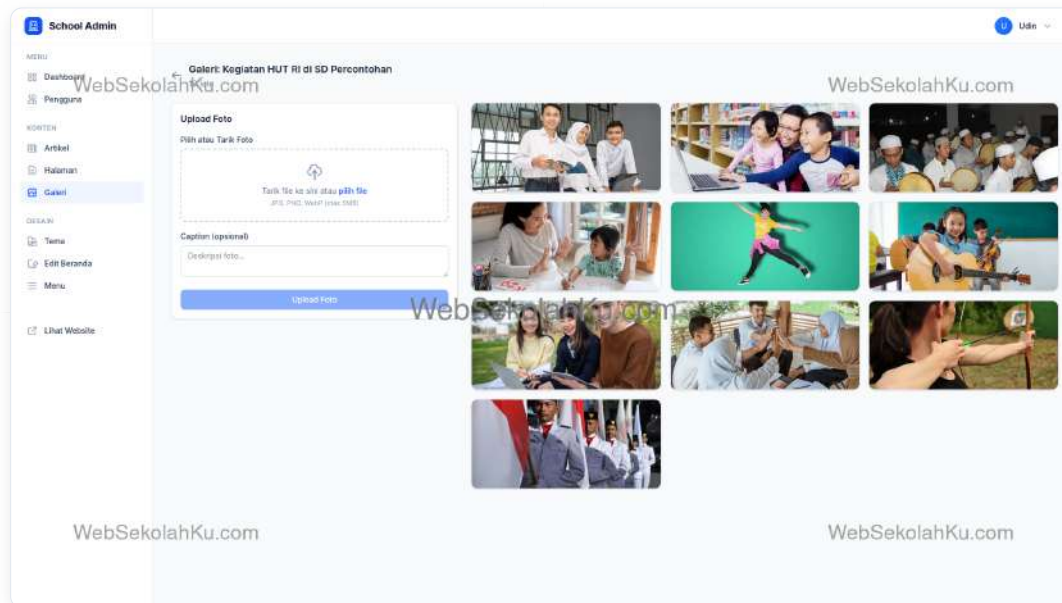 School Admin
U Udin
MENU
Dashboard
Pengguna
KONTEN
Artikel
Halaman
Galeri
DESAIN
Tema
Edit Beranda
Menu
Lihat Website
Galeri: Kegiatan HUT RI di SD Percontohan
Upload Foto
Pilih atau Tarik Foto
Tarik file ke sini atau pilih file
JPG, PNG, WebP (max 5MB)
Caption (opsional)
Deskripsi foto...
Upload Foto
WebSekolahKu.com
WebSekolahKu.com
WebSekolahKu.com
WebSekolahKu.com
WebSekolahKu.com